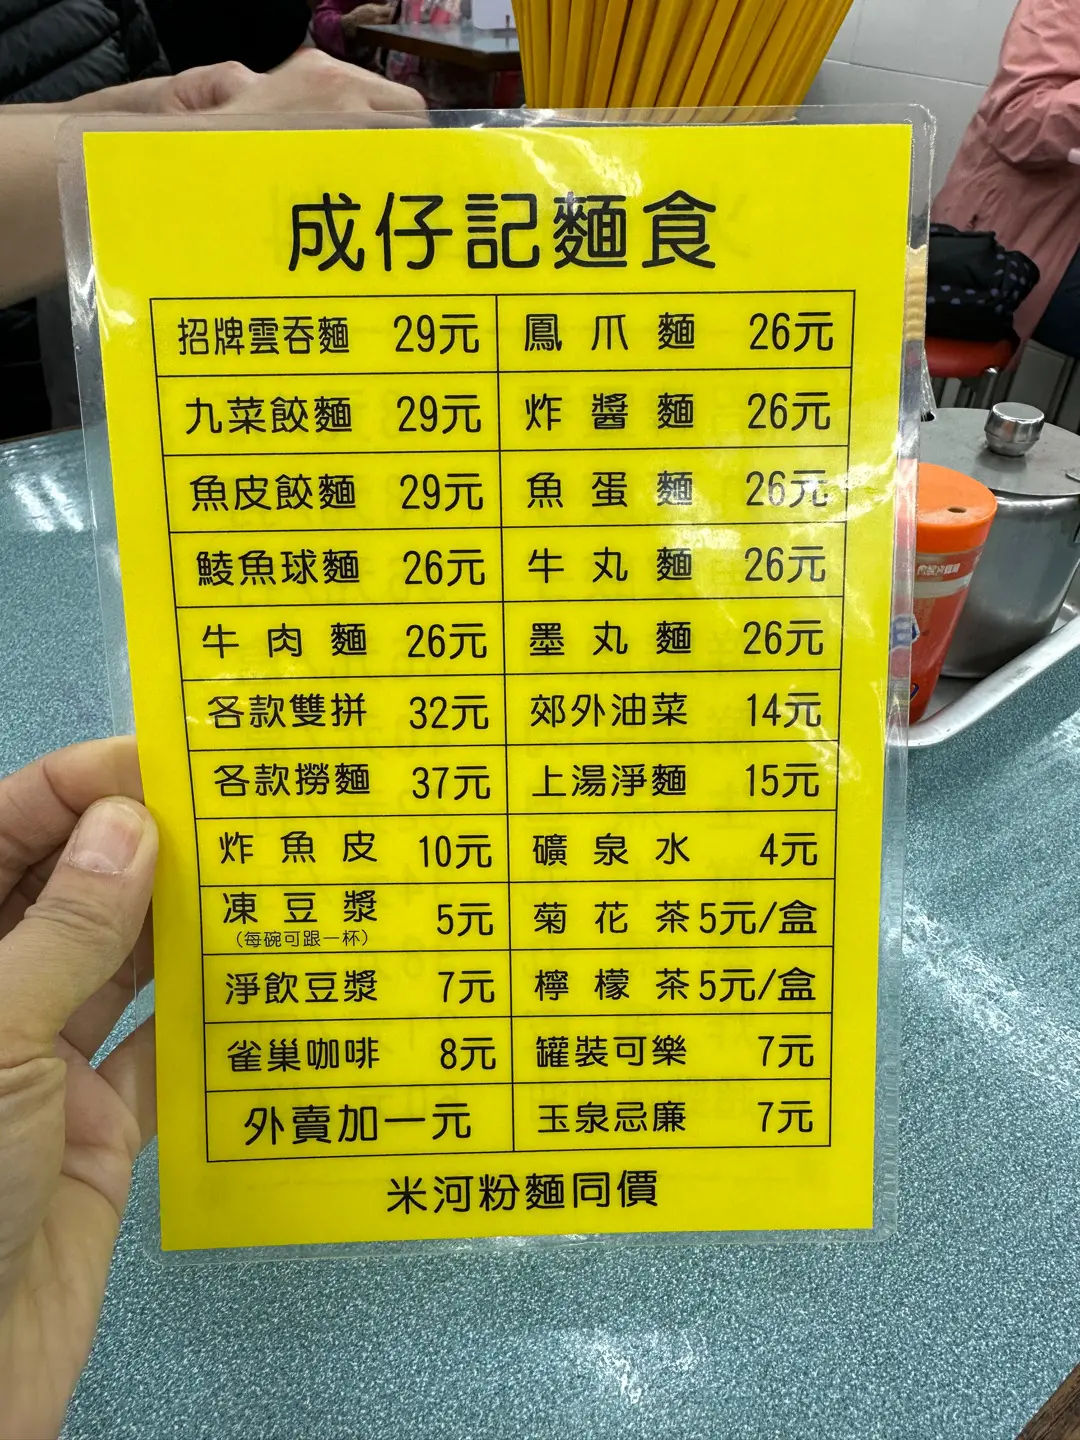 成仔記麵食
招牌雲吞麵 29元 鳳爪麵 26元
九菜餃麵 29元 炸醬麵 26元
魚皮餃麵 29元 魚蛋麵 26元
鯪魚球麵 26元 牛丸麵 26元
牛肉麵 26元 墨丸麵 26元
各款雙拼 32元 郊外油菜 14元
各款撈麵 37元 上湯淨麵 15元
炸魚皮 10元 礦泉水 4元
凍豆漿 5元 菊花茶 5元/盒
(每碗可跟一杯)
淨飲豆漿 7元 檸檬茶 5元/盒
雀巢咖啡 8元 罐裝可樂 7元
外賣加一元 玉泉忌廉 7元
米河粉麵同價